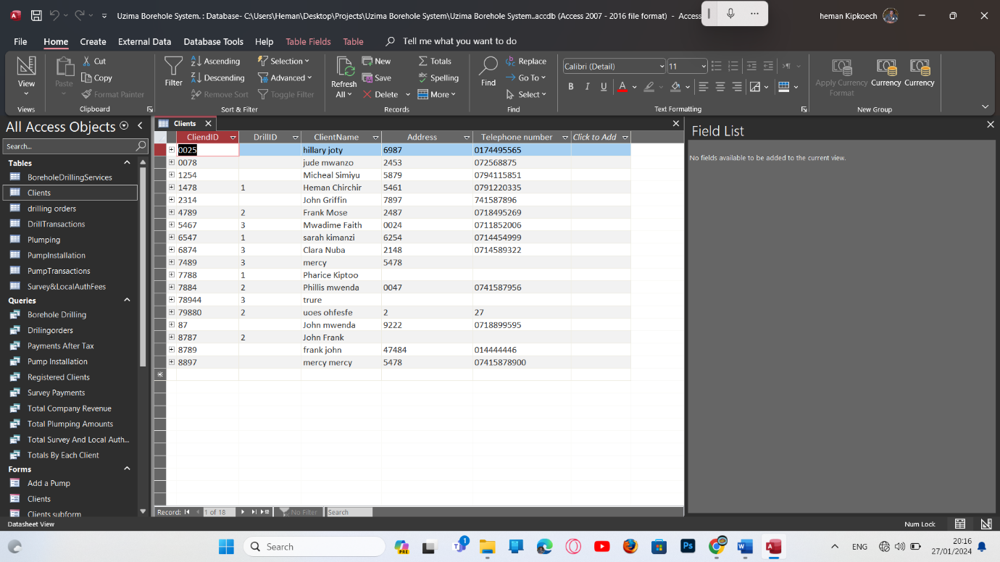 Uzima Borehole System. : Database- C:\Users\Heman\Desktop\Projects\Uzima Borehole System\Uzima Borehole System..accdb (Access 2007 - 2016 file format) - Access
heman Kipkoech
File Home Create External Data Database Tools Help Table Fields Table Tell me what you want to do
View
Views
Paste
Cut
Copy
Format Painter
Clipboard
Filter
Ascending
Descending
Remove Sort
Selection
Advanced
Toggle Filter
Sort & Filter
Refresh
All
New
Save
Delete
Totals
Spelling
More
Records
Find
Replace
Go To
Select
Find
Calibri (Detail) 11
B I U A
Text Formatting
Apply Currency
Format
Currency
Currency
New Group
All Access Objects
Search...
Tables
BoreholeDrillingServices
Clients
drilling orders
DrillTransactions
Plumping
PumpInstallation
PumpTransactions
Survey&LocalAuthFees
Queries
Borehole Drilling
Drilingorders
Payments After Tax
Pump Installation
Registered Clients
Survey Payments
Total Company Revenue
Total Plumping Amounts
Total Survey And Local Auth...
Totals By Each Client
Forms
Add a Pump
Clients
Clients subform
Clients
CliendID DrillID ClientName Address Telephone number Click to Add
0025 hillary joty 6987 0174495565
0078 jude mwanzo 2453 072568875
1254 Micheal Simiyu 5879 0794115851
1478 1 Heman Chirchir 5461 0791220335
2314 John Griffin 7897 741587896
4789 2 Frank Mose 2487 0718495269
5467 3 Mwadime Faith 0024 0711852006
6547 1 sarah kimanzi 6254 0714454999
6874 3 Clara Nuba 2148 0714589322
7489 3 mercy 5478
7788 1 Pharice Kiptoo
7884 2 Phillis mwenda 0047 0741587956
78944 3 trure
79880 2 uoes ohfesfe 2 27
87 John mwenda 9222 0718899595
8787 2 John Frank
8789 frank john 47484 014444446
8897 mercy mercy 5478 07415878900
Record: 1 of 18 No Filter Search
Field List
No fields available to be added to the current view.
Datasheet View
Num Lock
Search
PRE
1
Ps
ENG
20:16
27/01/2024